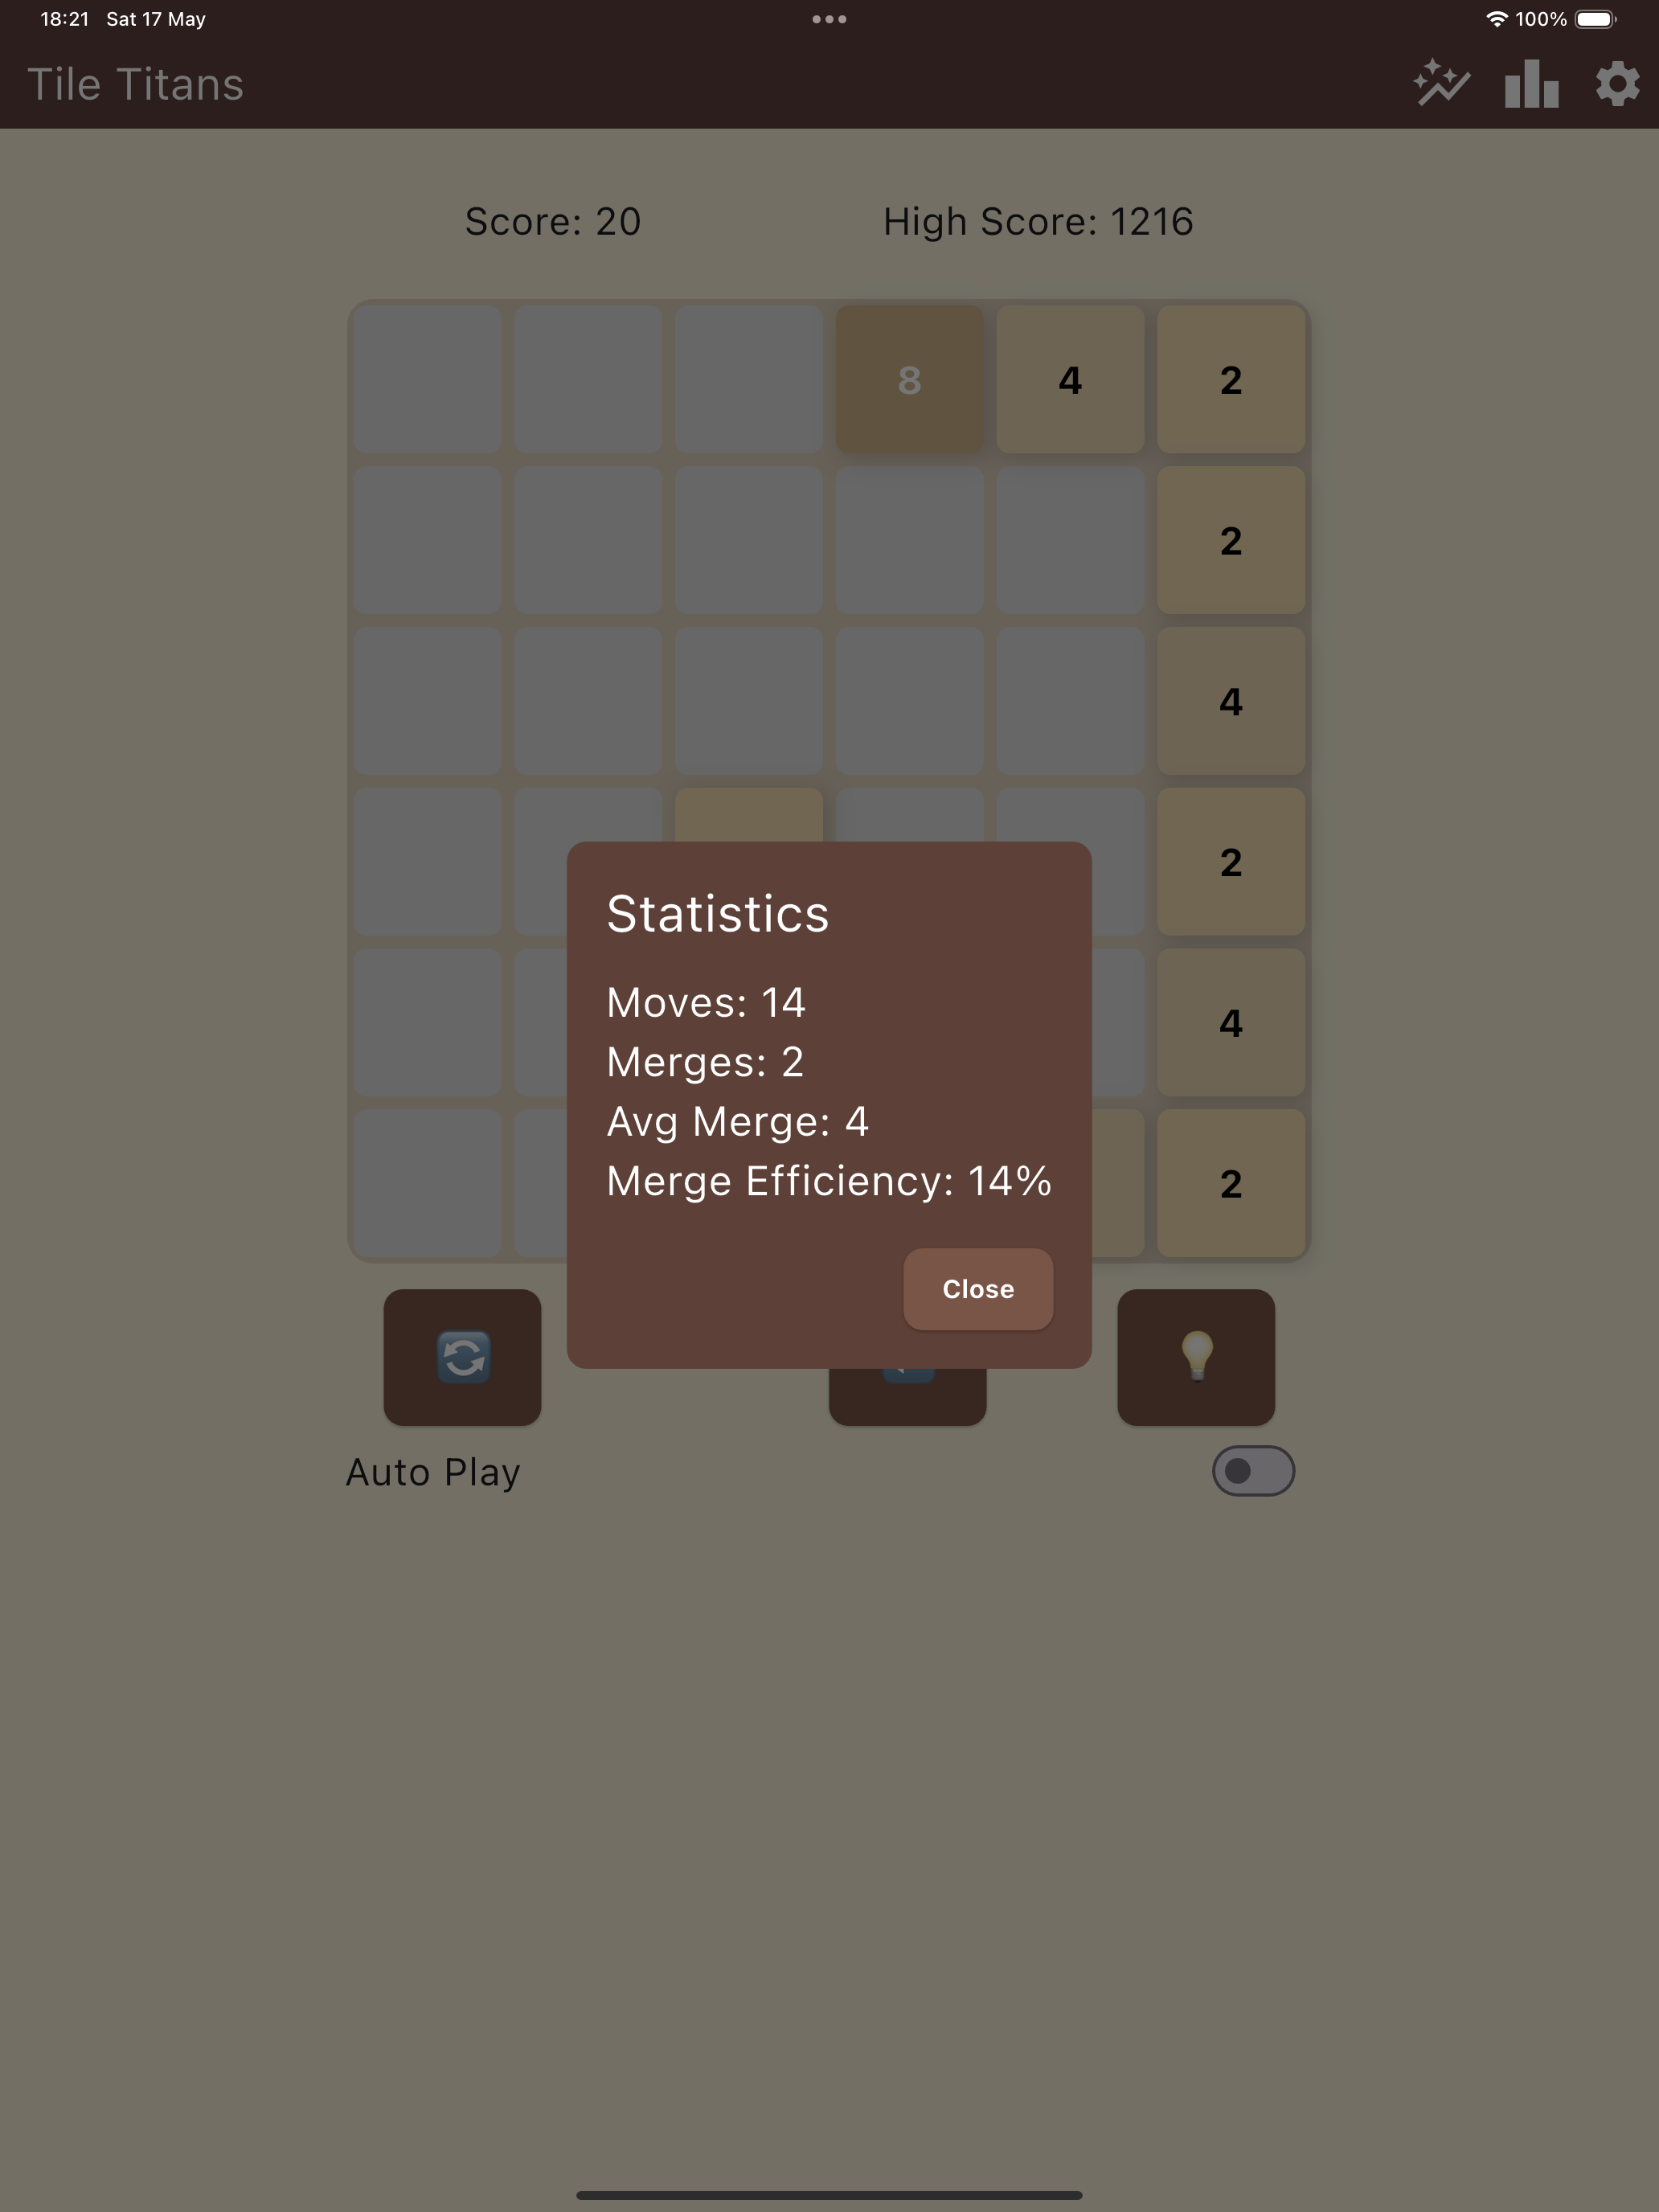 18:21 Sat 17 May
100%
Tile Titans
Score: 20 High Score: 1216
8 4 2
2
4
2
Statistics
Moves: 14
4
Merges: 2
Avg Merge: 4
Merge Efficiency: 14%
2
Close
Auto Play